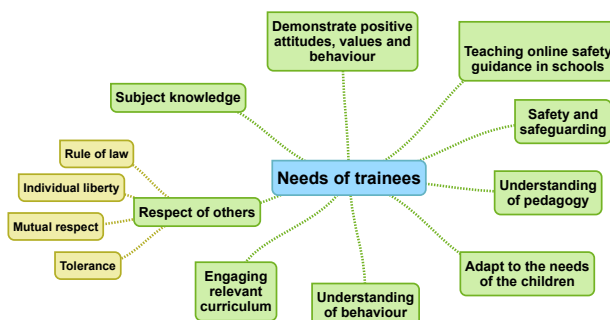 Demonstrate positive
attitudes, values and
behaviour
Teaching online safety
guidance in schools
Subject knowledge
Safety and
safeguarding
Rule of law
Needs of trainees
Individual liberty
Understanding
of pedagogy
Respect of others
Mutual respect
Tolerance
Engaging
relevant
curriculum
Adapt to the needs
of the children
Understanding
of behaviour